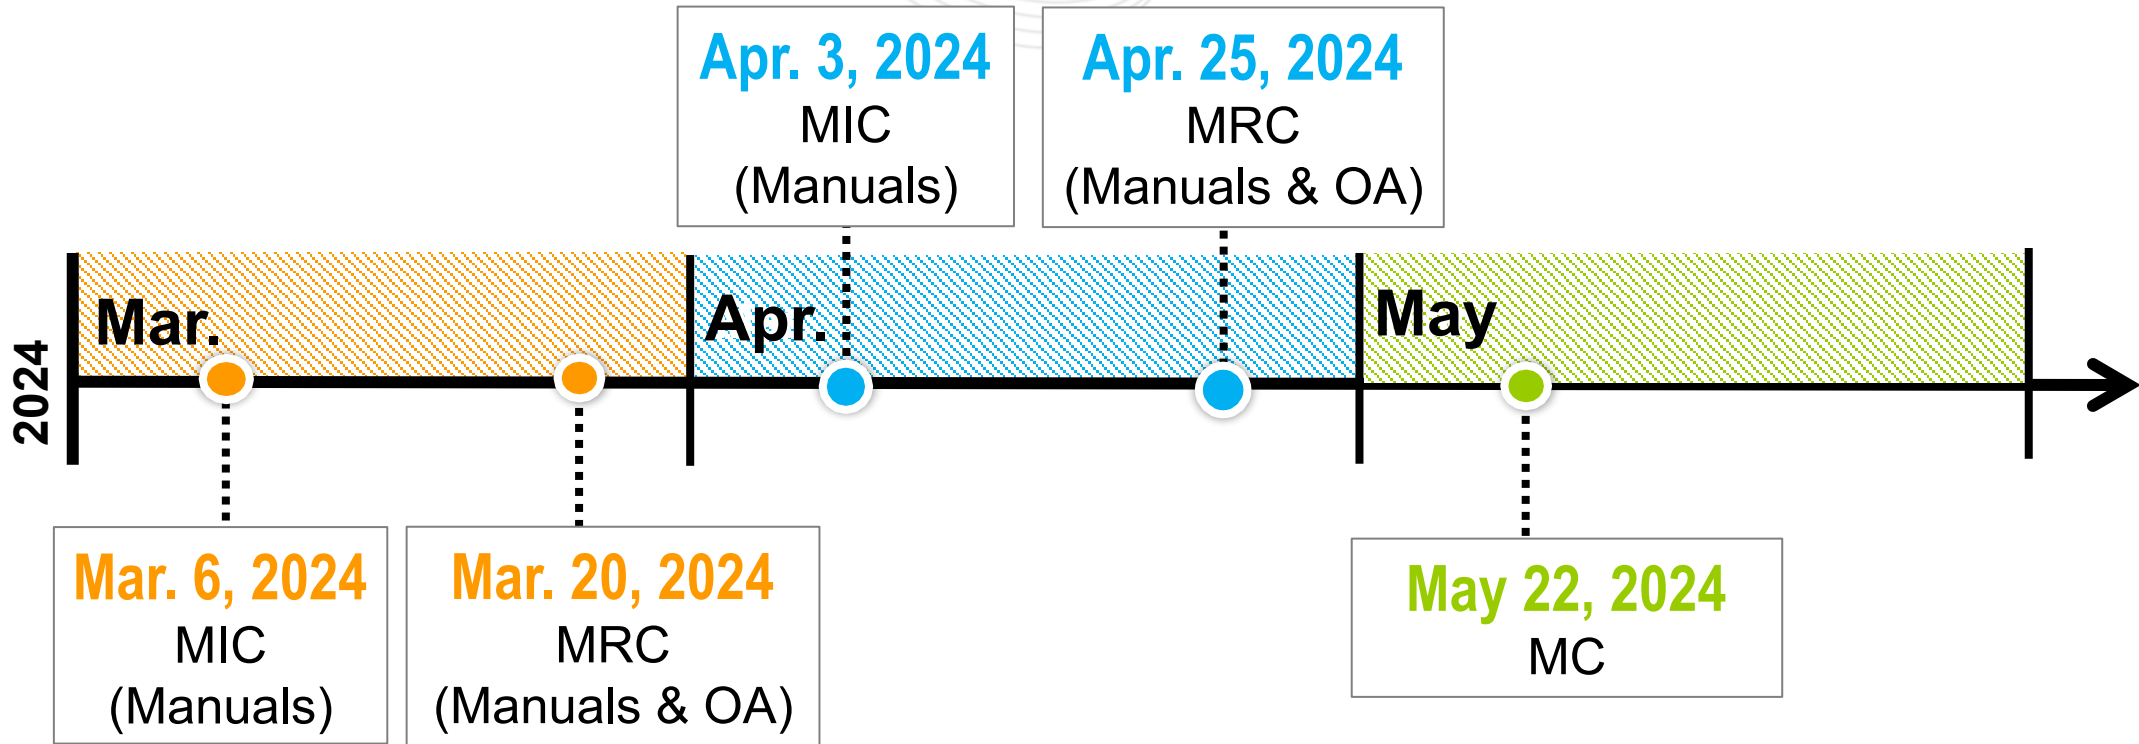 Apr. 3, 2024
MIC
(Manuals)
Apr. 25, 2024
MRC
(Manuals & OA)
2024
Mar.
Apr.
May
Mar. 6, 2024
MIC
(Manuals)
Mar. 20, 2024
MRC
(Manuals & OA)
May 22, 2024
MC